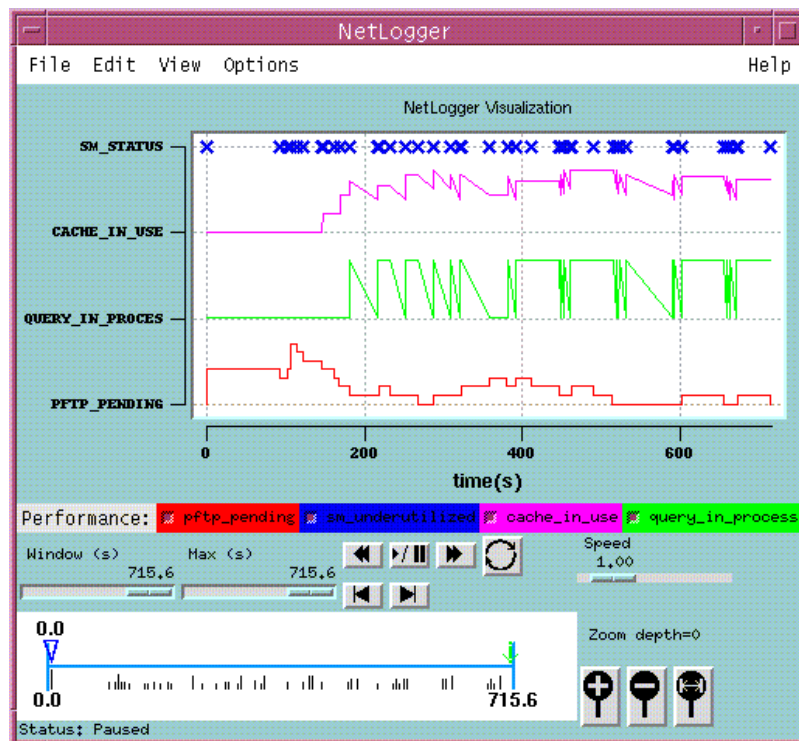 NetLogger
File Edit View Options Help
NetLogger Visualization
SM_STATUS
CACHE_IN_USE
QUERY_IN_PROCES
PFTP_PENDING
0 200 400 600
time(s)
Performance: pftp_pending sm_underutilized cache_in_use query_in_process
Window (s) Max (s) Speed
715.6 715.6 1.00
0.0
Zoom depth=0
0.0 715.6
Status: Paused